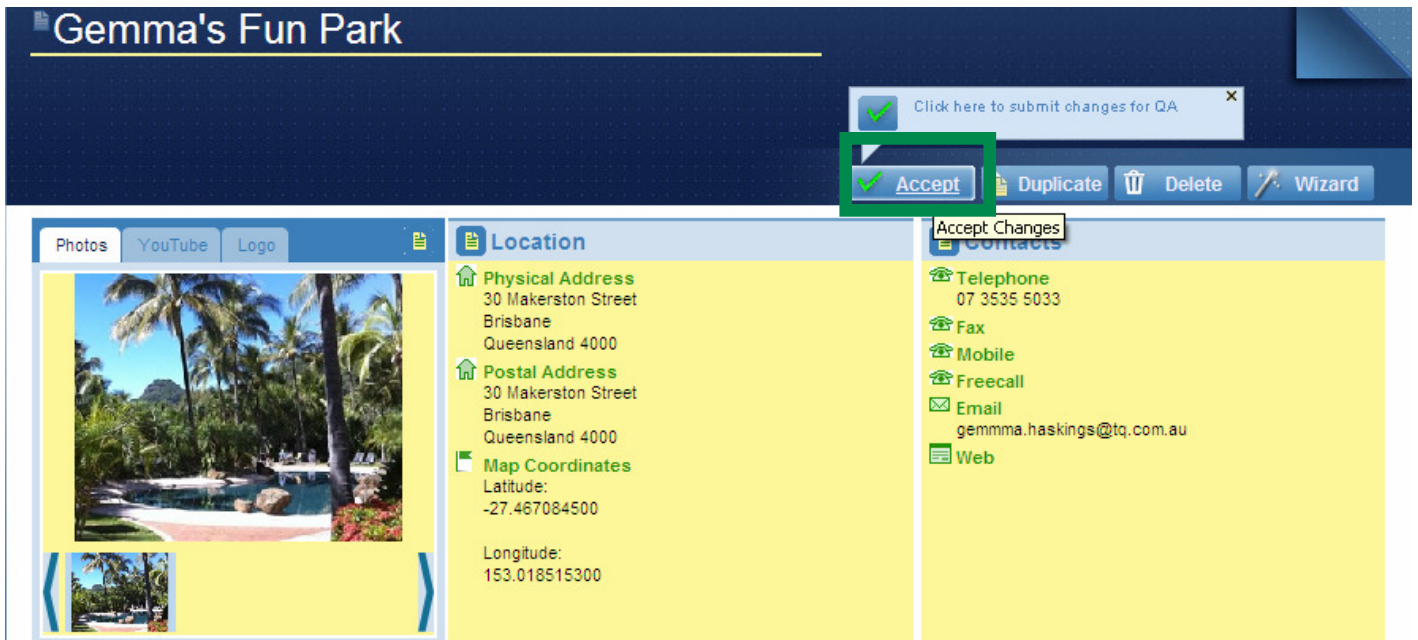 Gemma's Fun Park
Click here to submit changes for QA
Accept
Duplicate
Delete
Wizard
Accept Changes
Photos
YouTube
Logo
Location
Contacts
Physical Address
30 Makerston Street
Brisbane
Queensland 4000
Postal Address
30 Makerston Street
Brisbane
Queensland 4000
Map Coordinates
Latitude:
-27.467084500
Longitude:
153.018515300
Telephone
07 3535 5033
Fax
Mobile
Freecall
Email
gemmma.haskings@tq.com.au
Web